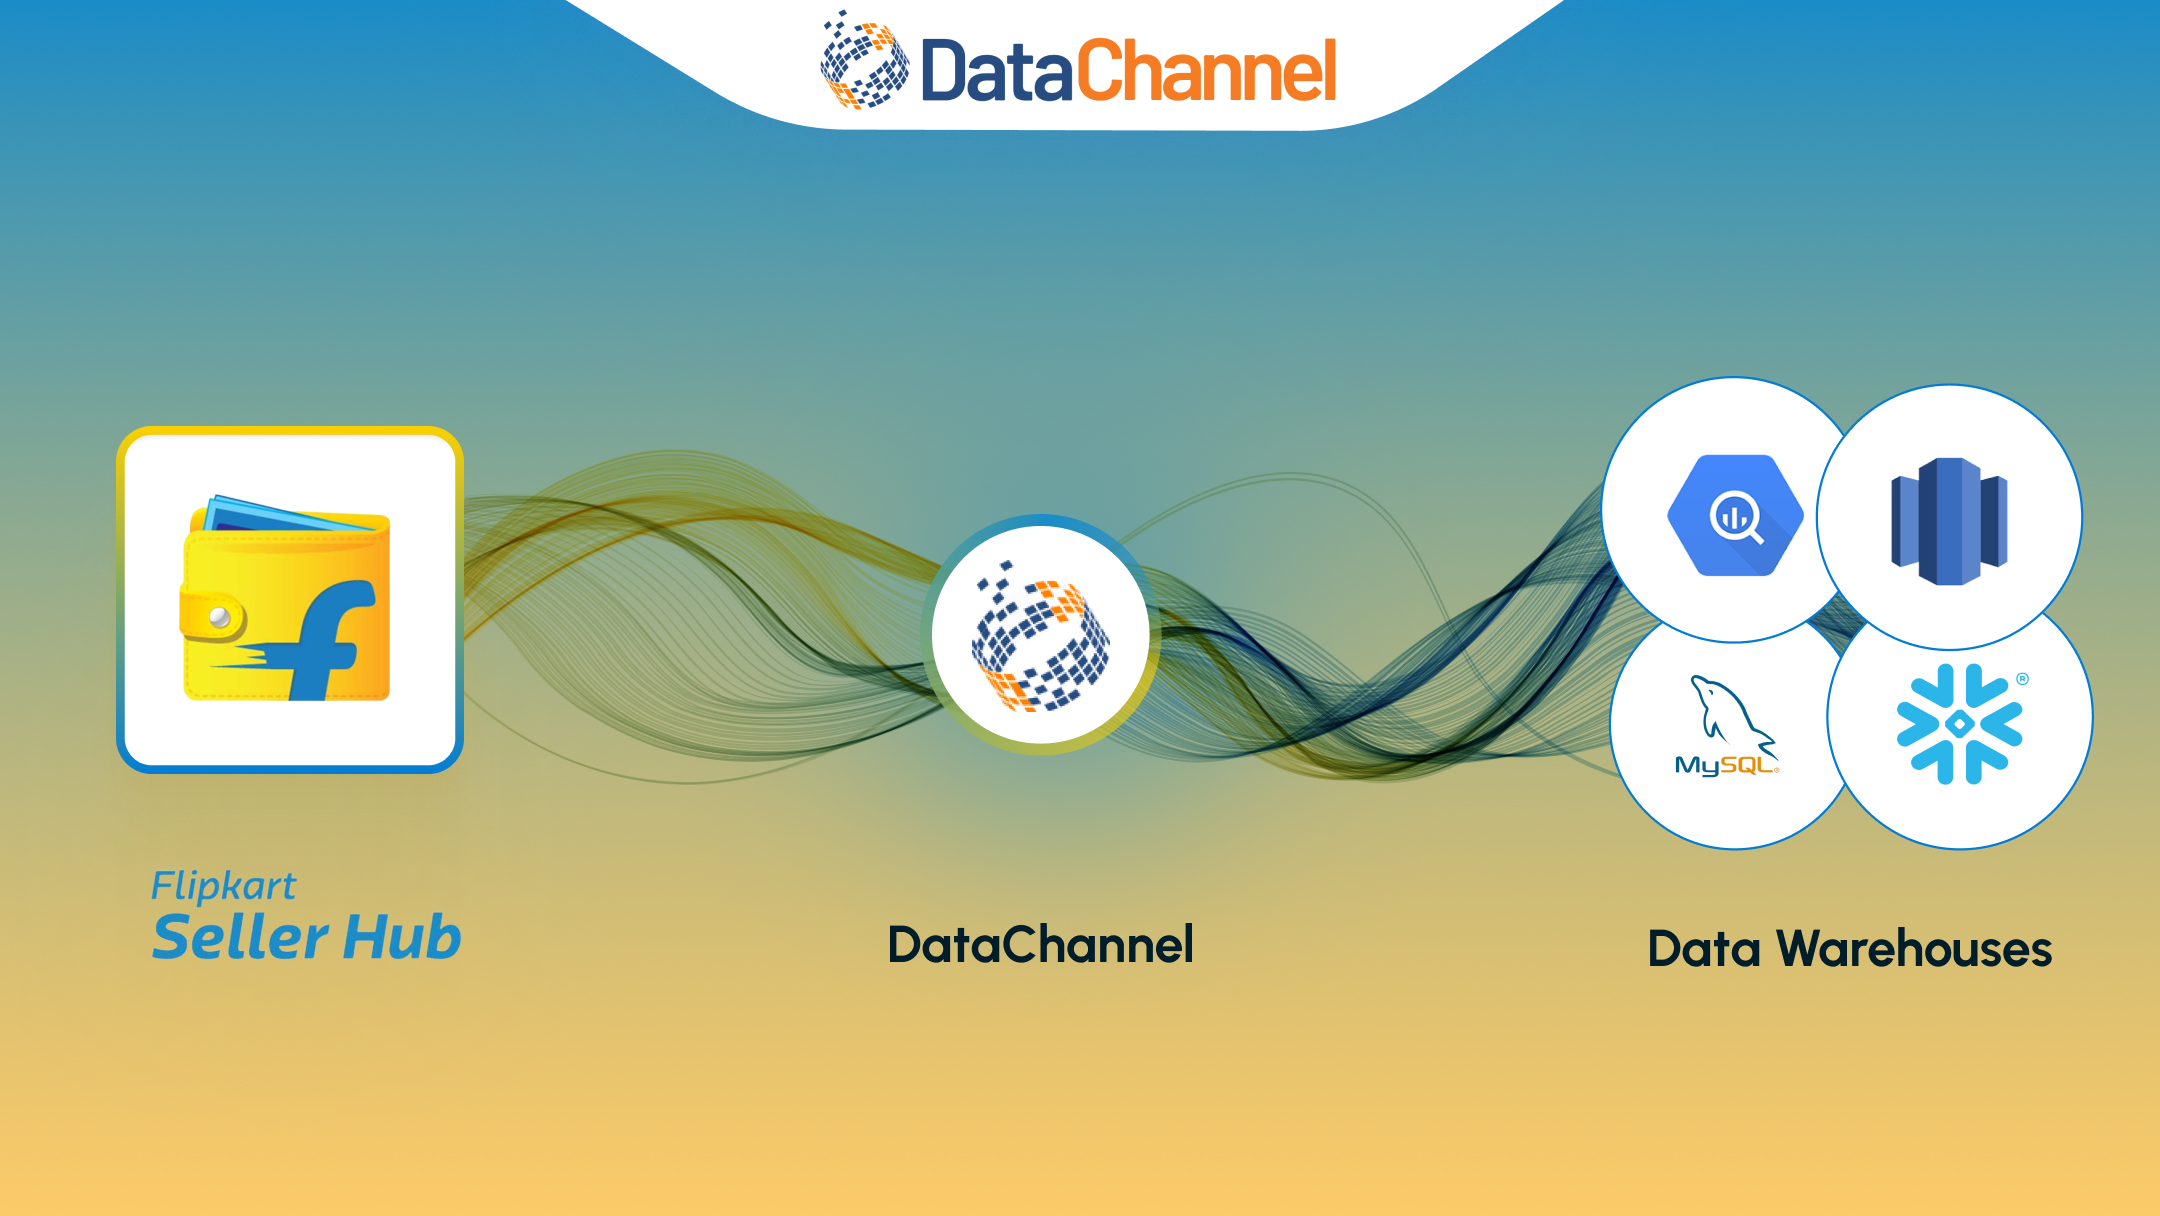 DataChannel
MySQL®
®
Flipkart
Seller Hub
DataChannel
Data Warehouses